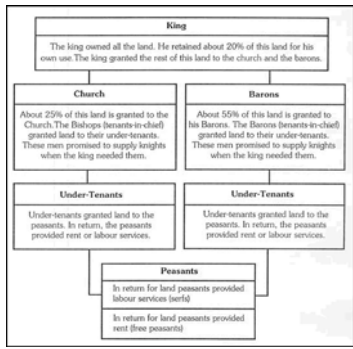 King
The king owned all the land. He retained about 20% of this land for his
own use.The king granted the rest of this land to the church and the barons.
Church
About 25% of this land is granted to the
Church.The Bishops (tenants-in-chief)
granted land to their under-tenants.
These men promised to supply knights
when the king needed them.
Barons
About 55% of this land is granted to
his Barons. The Barons (tenants-in-chief)
granted land to their under-tenants.
These men promised to supply knights
when the king needed them.
Under-Tenants
Under-tenants granted land to the
peasants. In return, the peasants
provided rent or labour services.
Under-Tenants
Under-tenants granted land to the
peasants. In return, the peasants
provided rent or labour services.
Peasants
In return for land peasants provided
labour services (serfs)
In return for land peasants provided
rent (free peasants)